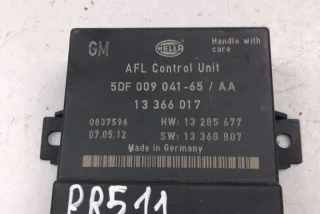 GM
HELLA
Handle with
care
AFL Control Unit
5DF 009 041-65 / AA
13 366 017
0837596 HW: 13 285 677
07.05.12 SW: 13 368 807
Made in Germany
RR511